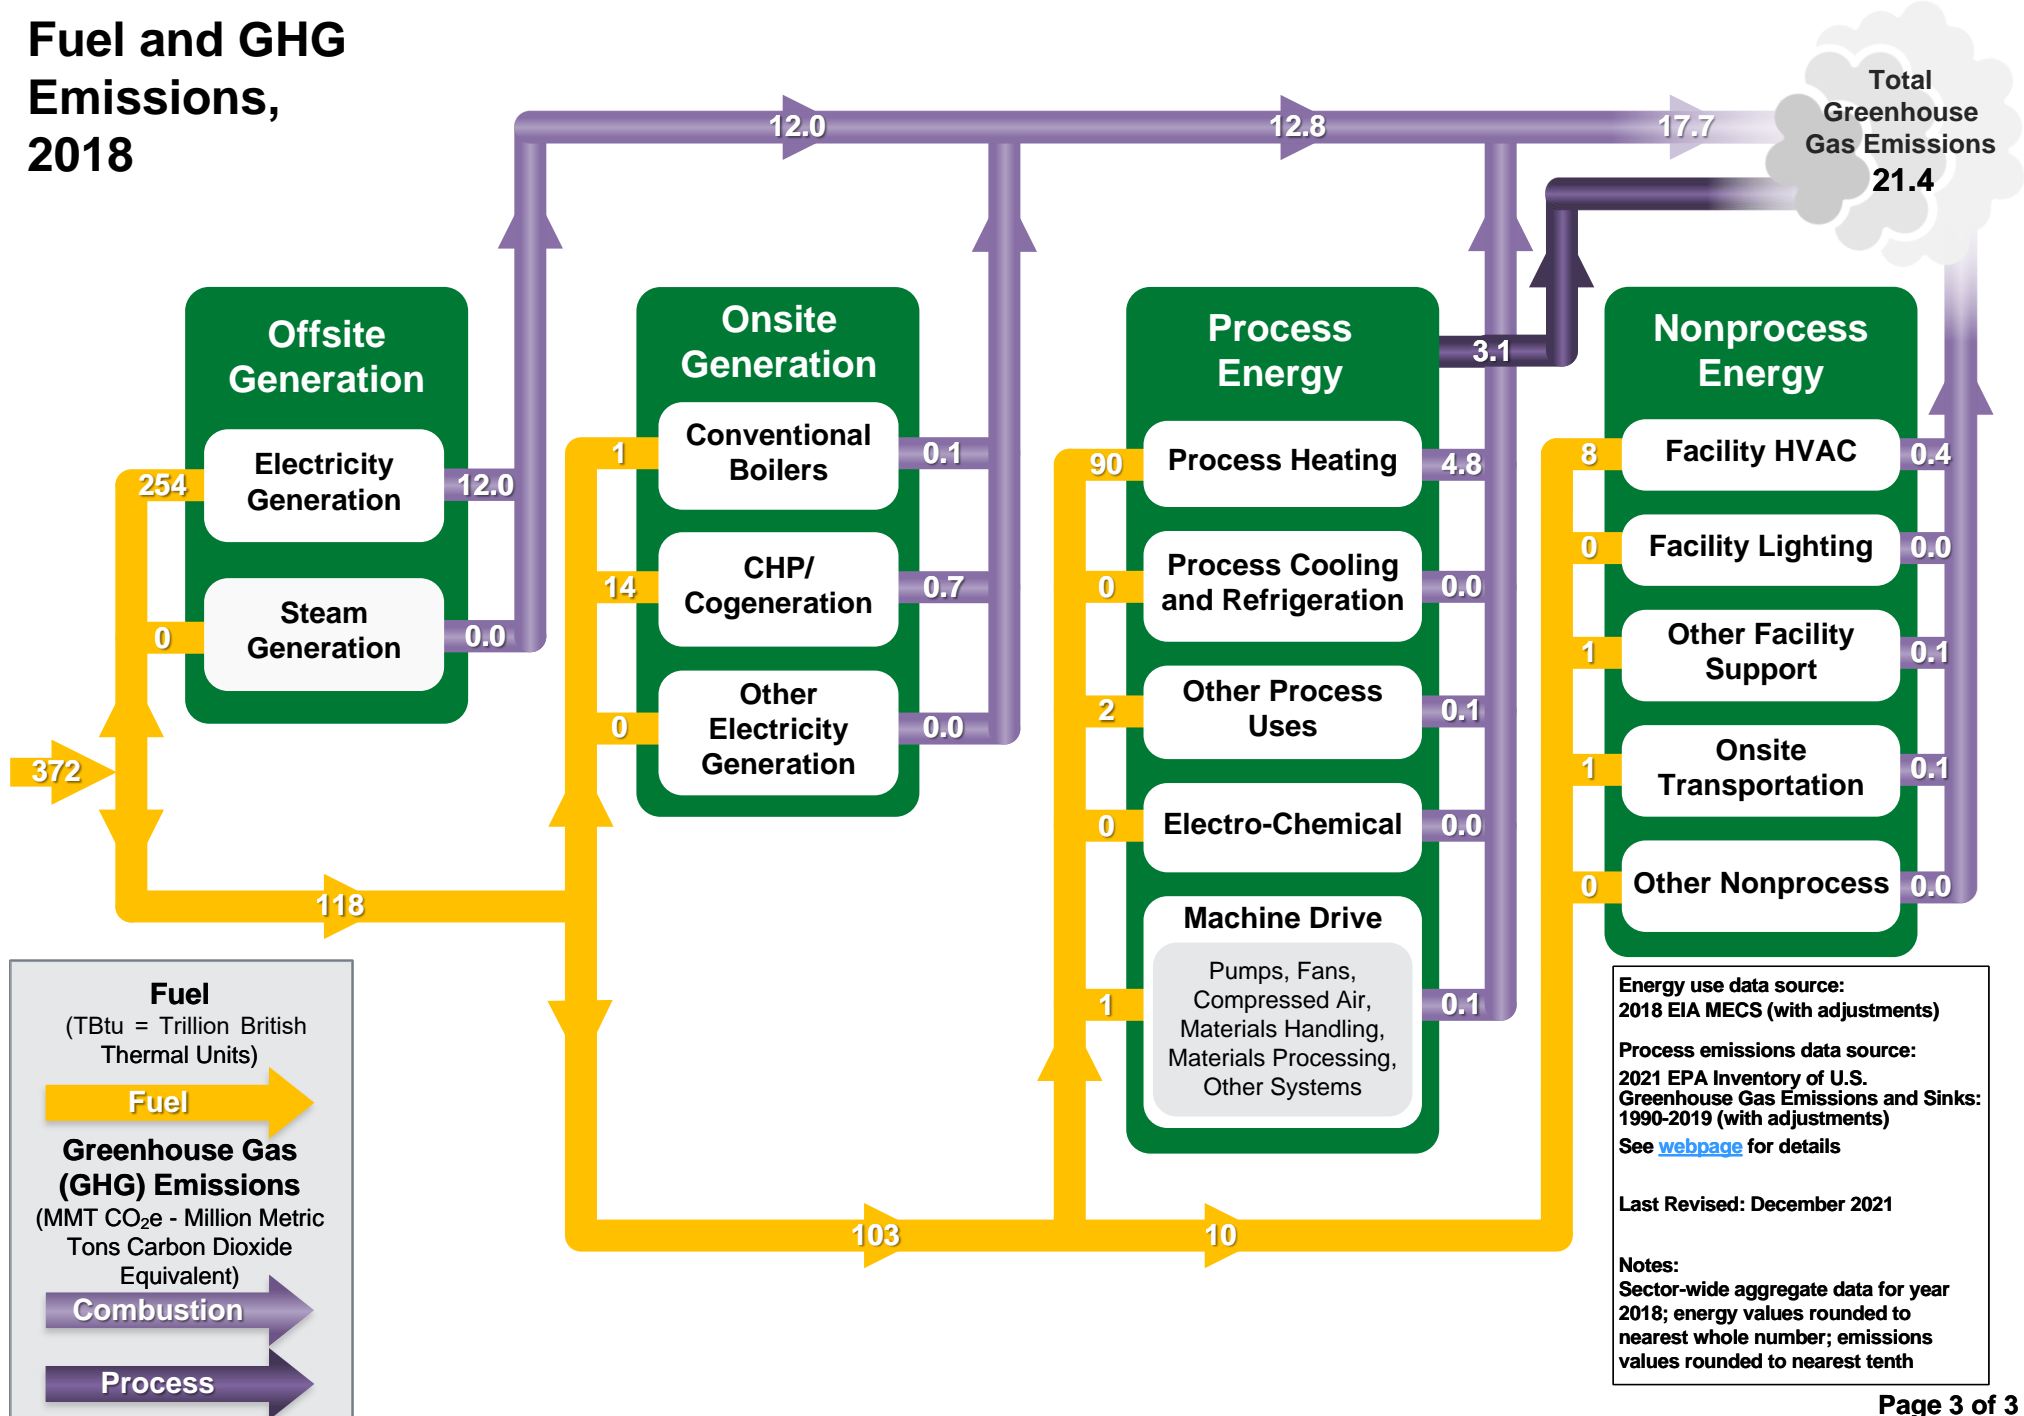 Fuel and GHG
Emissions,
2018
12.0
12.8
17.7
Total
Greenhouse
Gas Emissions
21.4
Offsite
Generation
254
Electricity
Generation
12.0
0
Steam
Generation
0.0
372
118
Onsite
Generation
1
Conventional
Boilers
0.1
14
CHP/
Cogeneration
0.7
0
Other
Electricity
Generation
0.0
103
10
Process
Energy
3.1
90
Process Heating
4.8
0
Process Cooling
and Refrigeration
0.0
2
Other Process
Uses
0.1
0
Electro-Chemical
0.0
Machine Drive
1
Pumps, Fans,
Compressed Air,
Materials Handling,
Materials Processing,
Other Systems
0.1
Nonprocess
Energy
8
Facility HVAC
0.4
0
Facility Lighting
0.0
1
Other Facility
Support
0.1
1
Onsite
Transportation
0.1
0
Other Nonprocess
0.0
Fuel
(TBtu = Trillion British
Thermal Units)
Fuel
Greenhouse Gas
(GHG) Emissions
(MMT CO₂e - Million Metric
Tons Carbon Dioxide
Equivalent)
Combustion
Process
Energy use data source:
2018 EIA MECS (with adjustments)
Process emissions data source:
2021 EPA Inventory of U.S.
Greenhouse Gas Emissions and Sinks:
1990-2019 (with adjustments)
See webpage for details
Last Revised: December 2021
Notes:
Sector-wide aggregate data for year
2018; energy values rounded to
nearest whole number; emissions
values rounded to nearest tenth
Page 3 of 3